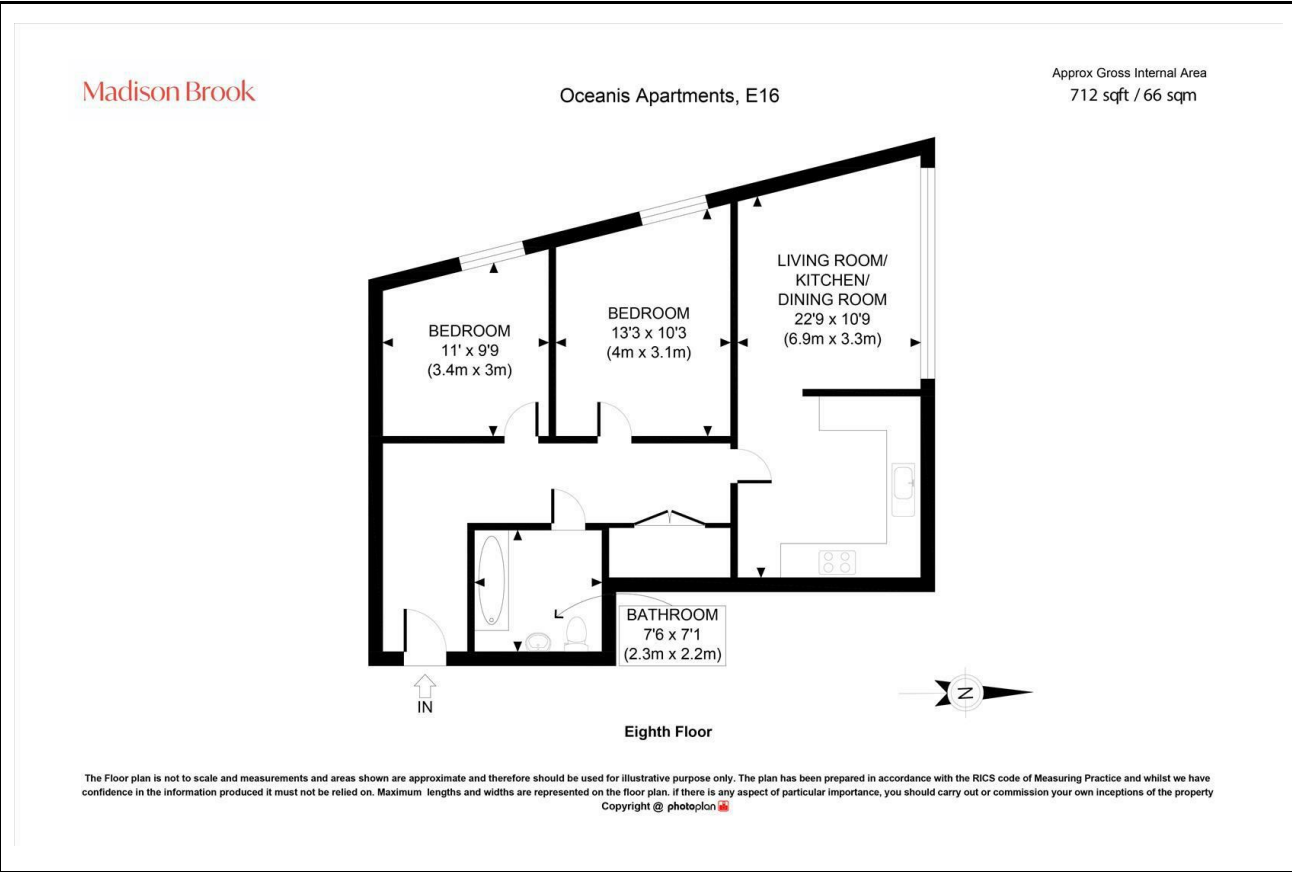 Madison Brook
Oceanis Apartments, E16
Approx Gross Internal Area
712 sqft / 66 sqm
LIVING ROOM/
KITCHEN/
DINING ROOM
22'9 x 10'9
(6.9m x 3.3m)
BEDROOM
13'3 x 10'3
(4m x 3.1m)
BEDROOM
11' x 9'9
(3.4m x 3m)
BATHROOM
7'6 x 7'1
(2.3m x 2.2m)
IN
N
Eighth Floor
The Floor plan is not to scale and measurements and areas shown are approximate and therefore should be used for illustrative purpose only. The plan has been prepared in accordance with the RICS code of Measuring Practice and whilst we have
confidence in the information produced it must not be relied on. Maximum lengths and widths are represented on the floor plan. if there is any aspect of particular importance, you should carry out or commission your own inceptions of the property
Copyright @ photoplan